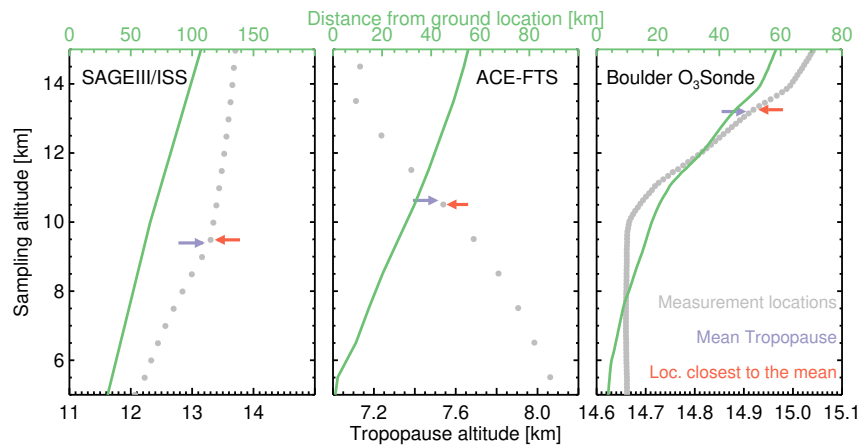 Distance from ground location [km]
0 50 100 150 200
0 20 40 60 80 100
0 20 40 60 80
SAGEIII/ISS
ACE-FTS
Boulder O₃Sonde
Sampling altitude [km]
14
12
10
8
6
Measurement locations
Mean Tropopause
Loc. closest to the mean
11 12 13 14
7.2 7.6 8.0
14.6 14.7 14.8 14.9 15.0 15.1
Tropopause altitude [km]